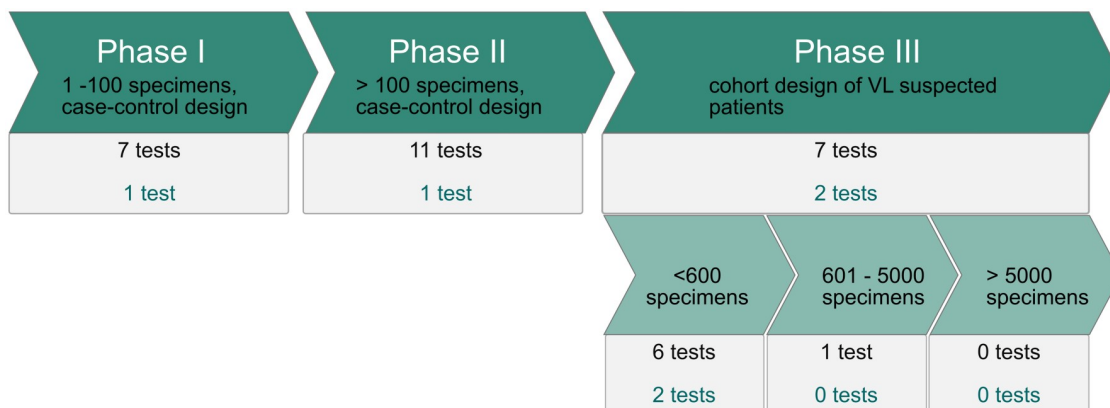 Phase I
1 -100 specimens,
case-control design
7 tests
1 test
Phase II
> 100 specimens,
case-control design
11 tests
1 test
Phase III
cohort design of VL suspected
patients
7 tests
2 tests
<600
specimens
6 tests
2 tests
601 - 5000
specimens
1 test
0 tests
> 5000
specimens
0 tests
0 tests